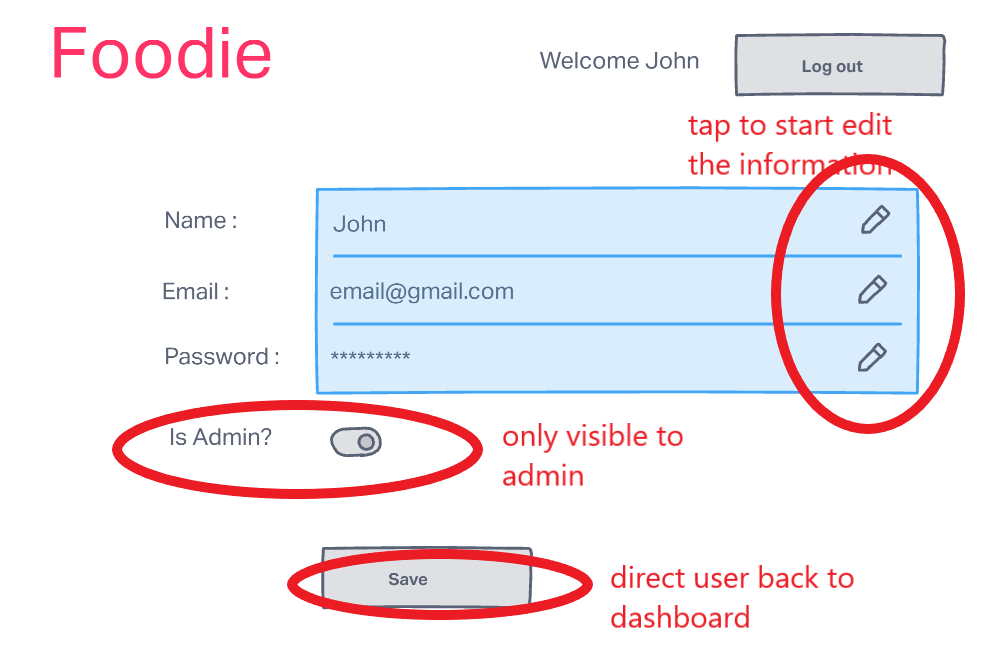 Foodie
Welcome John
Log out
tap to start edit
the information
Name :
John
Email :
email@gmail.com
Password :
*********
Is Admin?
only visible to
admin
Save
direct user back to
dashboard